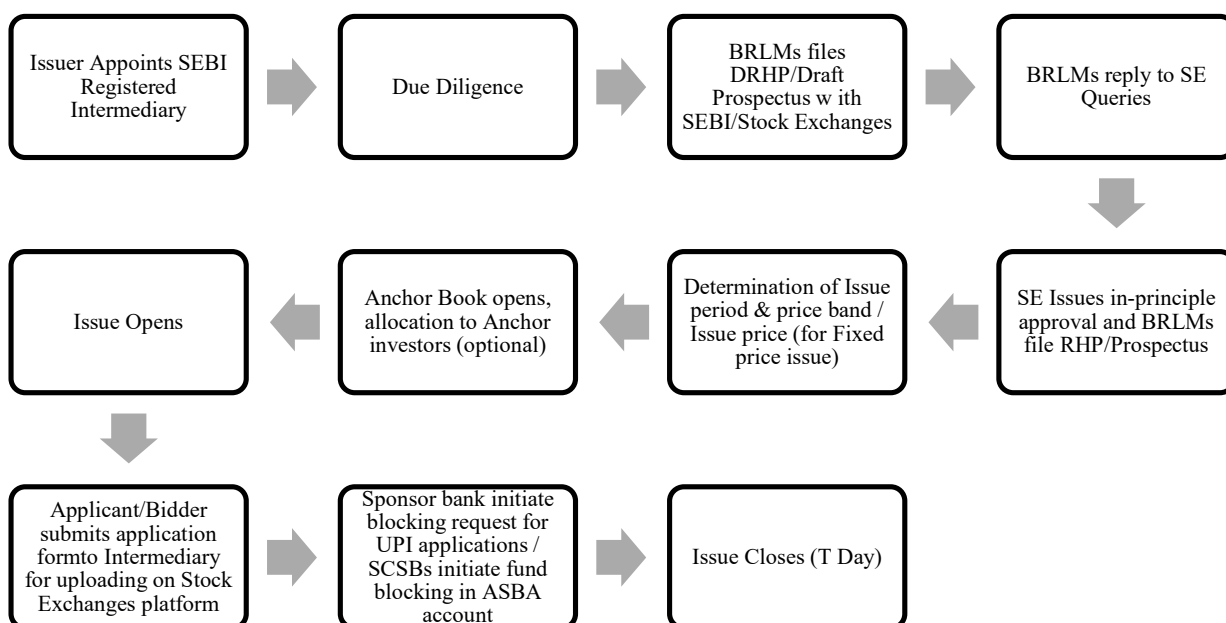 Issuer Appoints SEBI
Registered
Intermediary
Due Diligence
BRLMs files
DRHP/Draft
Prospectus w ith
SEBI/Stock Exchanges
BRLMs reply to SE
Queries
Issue Opens
Anchor Book opens,
allocation to Anchor
investors (optional)
Determination of Issue
period & price band /
Issue price (for Fixed
price issue)
SE Issues in-principle
approval and BRLMs
file RHP/Prospectus
Applicant/Bidder
submits application
formto Intermediary
for uploading on Stock
Exchanges platform
Sponsor bank initiate
blocking request for
UPI applications /
SCSBs initiate fund
blocking in ASBA
account
Issue Closes (T Day)